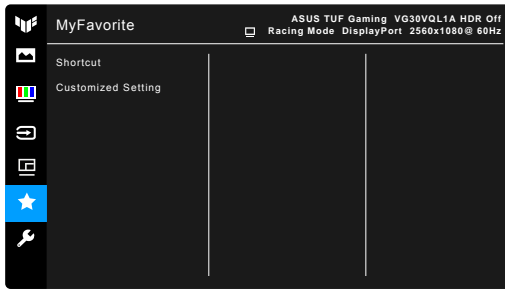 MyFavorite
ASUS TUF Gaming VG30VQL1A HDR Off
Racing Mode DisplayPort 2560x1080@ 60Hz
Shortcut
Customized Setting